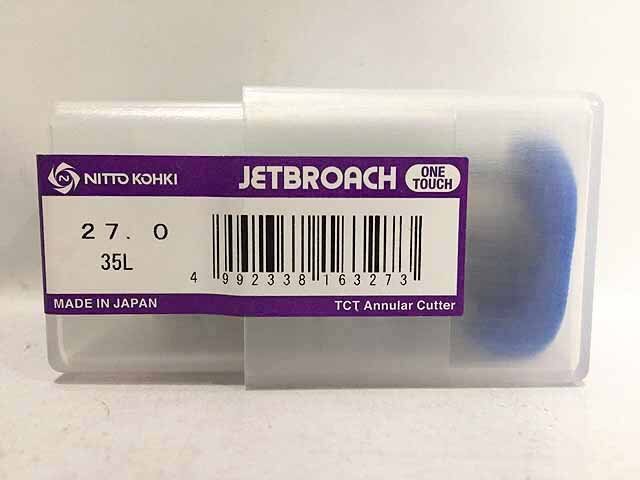 NITTO KOHKI
JETBROACH
ONE
TOUCH
27.0
35L
4 992338 163273
MADE IN JAPAN
TCT Annular Cutter